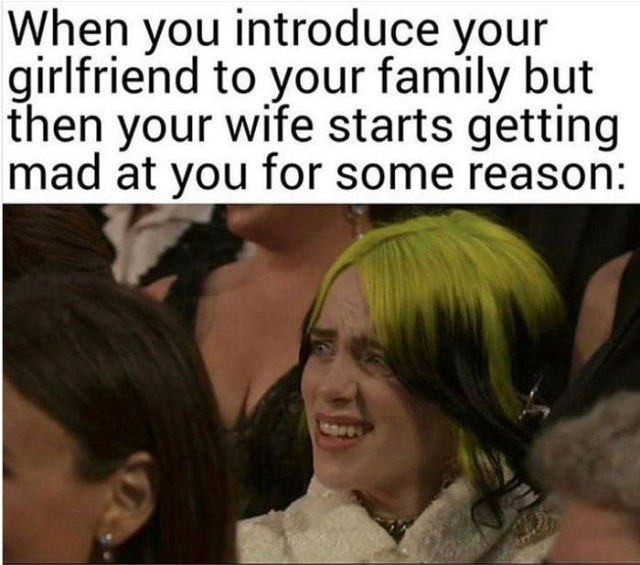 When you introduce your
girlfriend to your family but
then your wife starts getting
mad at you for some reason: